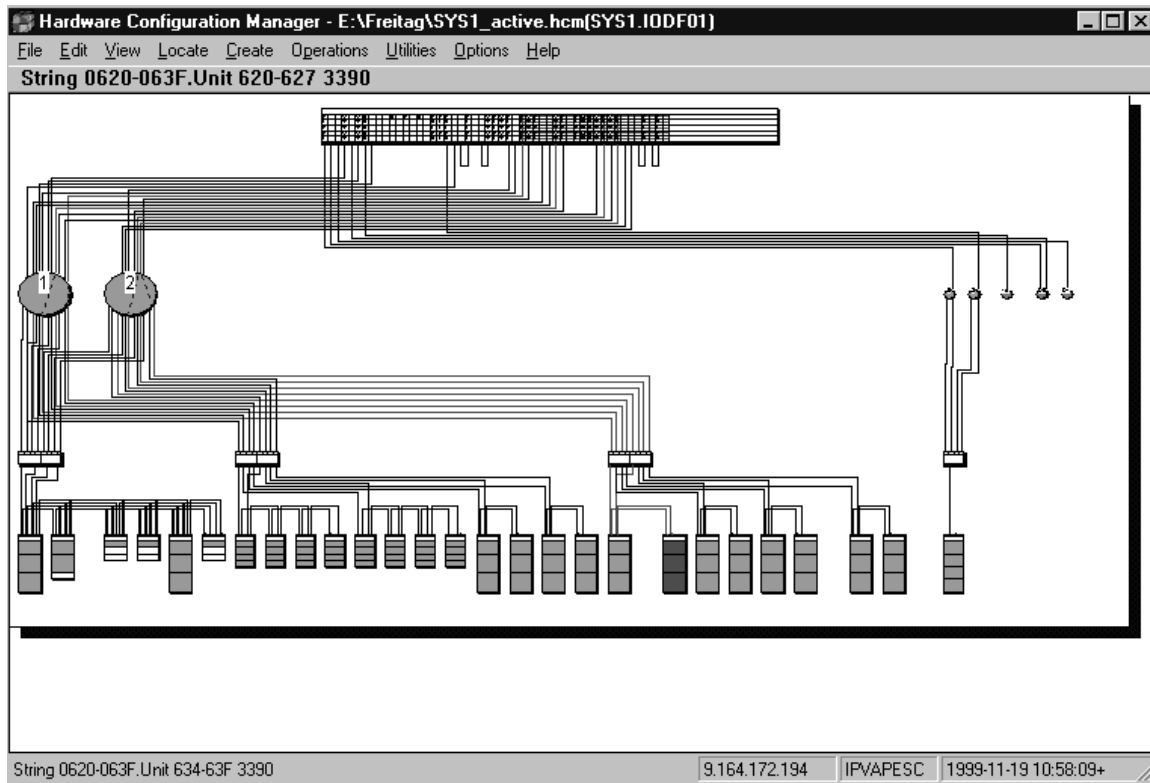 Hardware Configuration Manager - E:\Freitag\SYS1_active.hcm(SYS1.IODF01)
File Edit View Locate Create Operations Utilities Options Help
String 0620-063F.Unit 620-627 3390
1 2
String 0620-063F.Unit 634-63F 3390 9.164.172.194 IPVAPESC 1999-11-19 10:58:09+